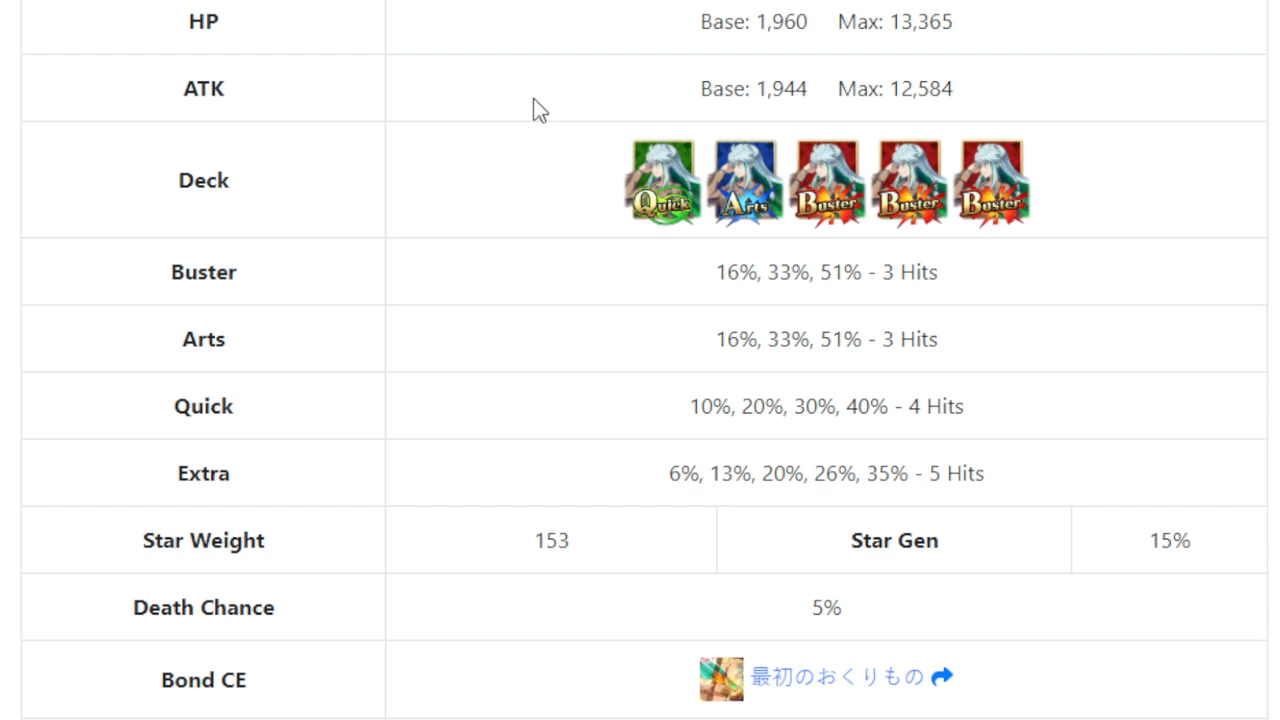 HP Base: 1,960 Max: 13,365
ATK Base: 1,944 Max: 12,584
Deck Quick Arts Buster Buster Buster
Buster 16%, 33%, 51% - 3 Hits
Arts 16%, 33%, 51% - 3 Hits
Quick 10%, 20%, 30%, 40% - 4 Hits
Extra 6%, 13%, 20%, 26%, 35% - 5 Hits
Star Weight 153 Star Gen 15%
Death Chance 5%
Bond CE 最初のおくりもの